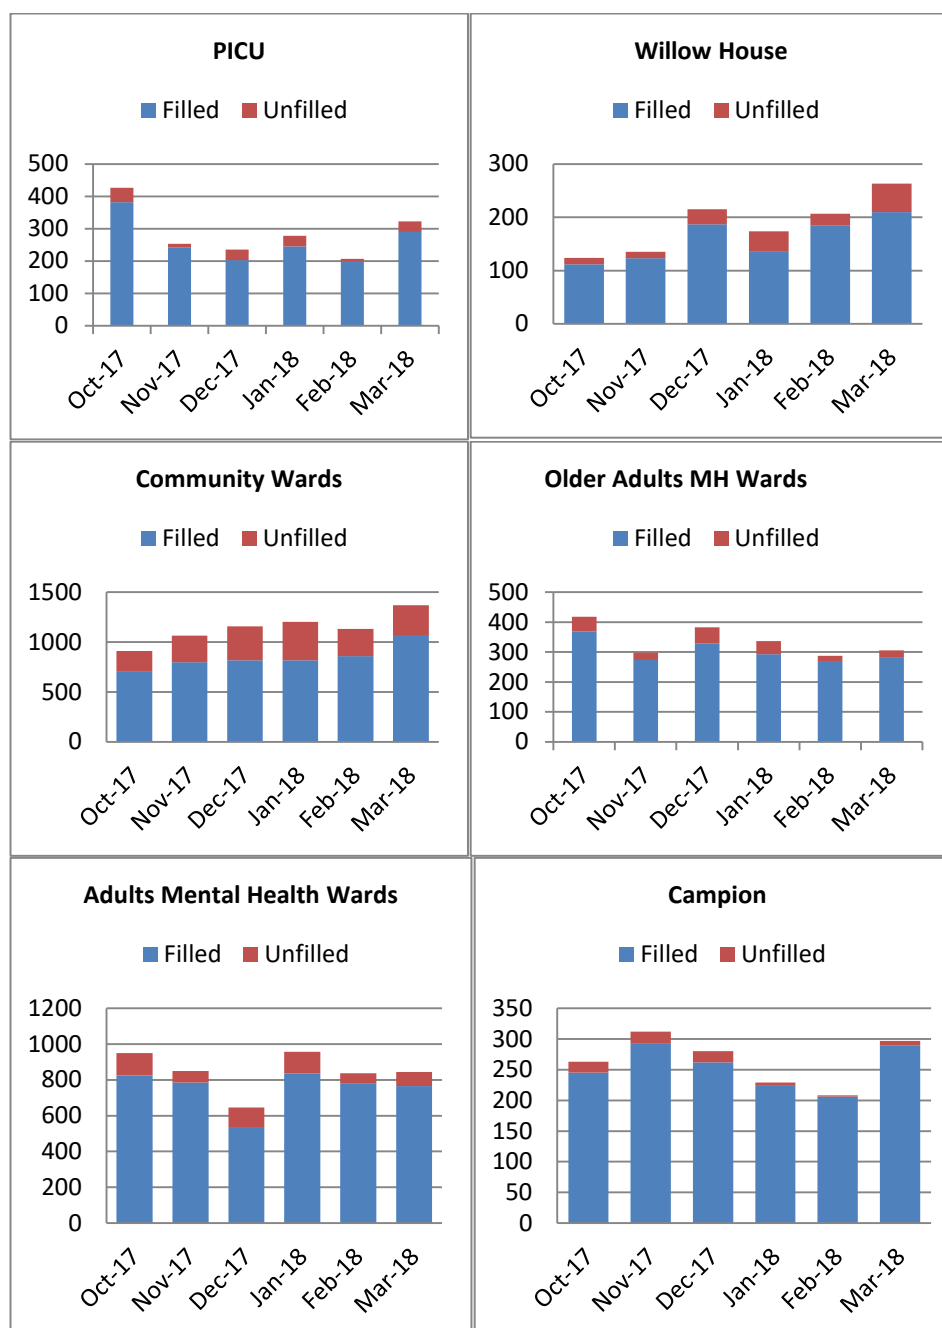 PICU
Filled Unfilled
500
400
300
200
100
0
Oct-17 Nov-17 Dec-17 Jan-18 Feb-18 Mar-18
Willow House
Filled Unfilled
300
200
100
0
Oct-17 Nov-17 Dec-17 Jan-18 Feb-18 Mar-18
Community Wards
Filled Unfilled
1500
1000
500
0
Oct-17 Nov-17 Dec-17 Jan-18 Feb-18 Mar-18
Older Adults MH Wards
Filled Unfilled
500
400
300
200
100
0
Oct-17 Nov-17 Dec-17 Jan-18 Feb-18 Mar-18
Adults Mental Health Wards
Filled Unfilled
1200
1000
800
600
400
200
0
Oct-17 Nov-17 Dec-17 Jan-18 Feb-18 Mar-18
Campion
Filled Unfilled
350
300
250
200
150
100
50
0
Oct-17 Nov-17 Dec-17 Jan-18 Feb-18 Mar-18